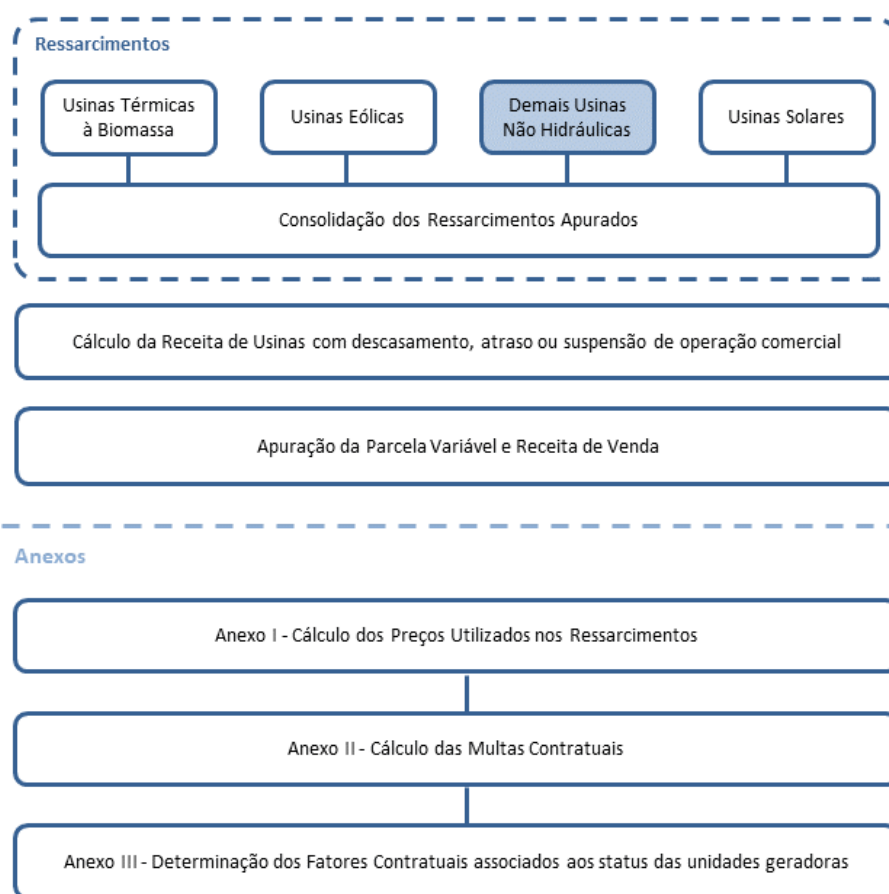 Ressarcimentos
Usinas Térmicas
à Biomassa
Usinas Eólicas
Demais Usinas
Não Hidráulicas
Usinas Solares
Consolidação dos Ressarcimentos Apurados
Cálculo da Receita de Usinas com descasamento, atraso ou suspensão de operação comercial
Apuração da Parcela Variável e Receita de Venda
Anexos
Anexo I - Cálculo dos Preços Utilizados nos Ressarcimentos
Anexo II - Cálculo das Multas Contratuais
Anexo III - Determinação dos Fatores Contratuais associados aos status das unidades geradoras